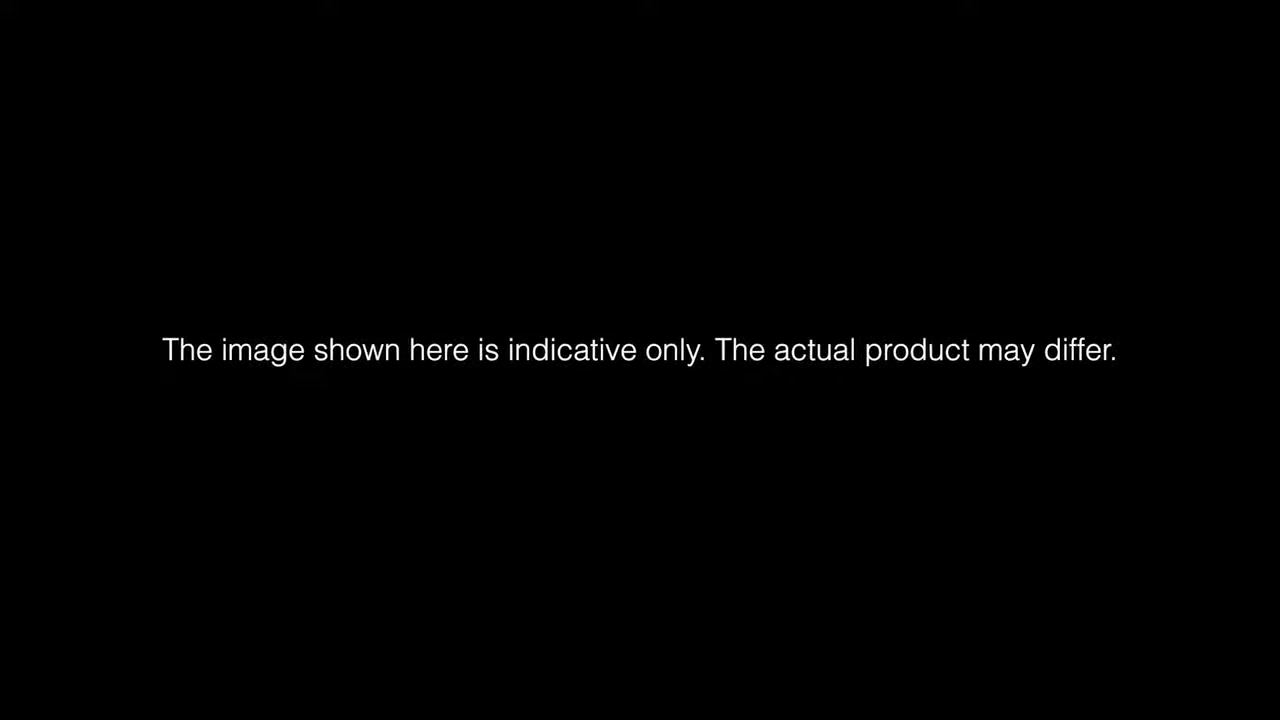 The image shown here is indicative only. The actual product may differ.